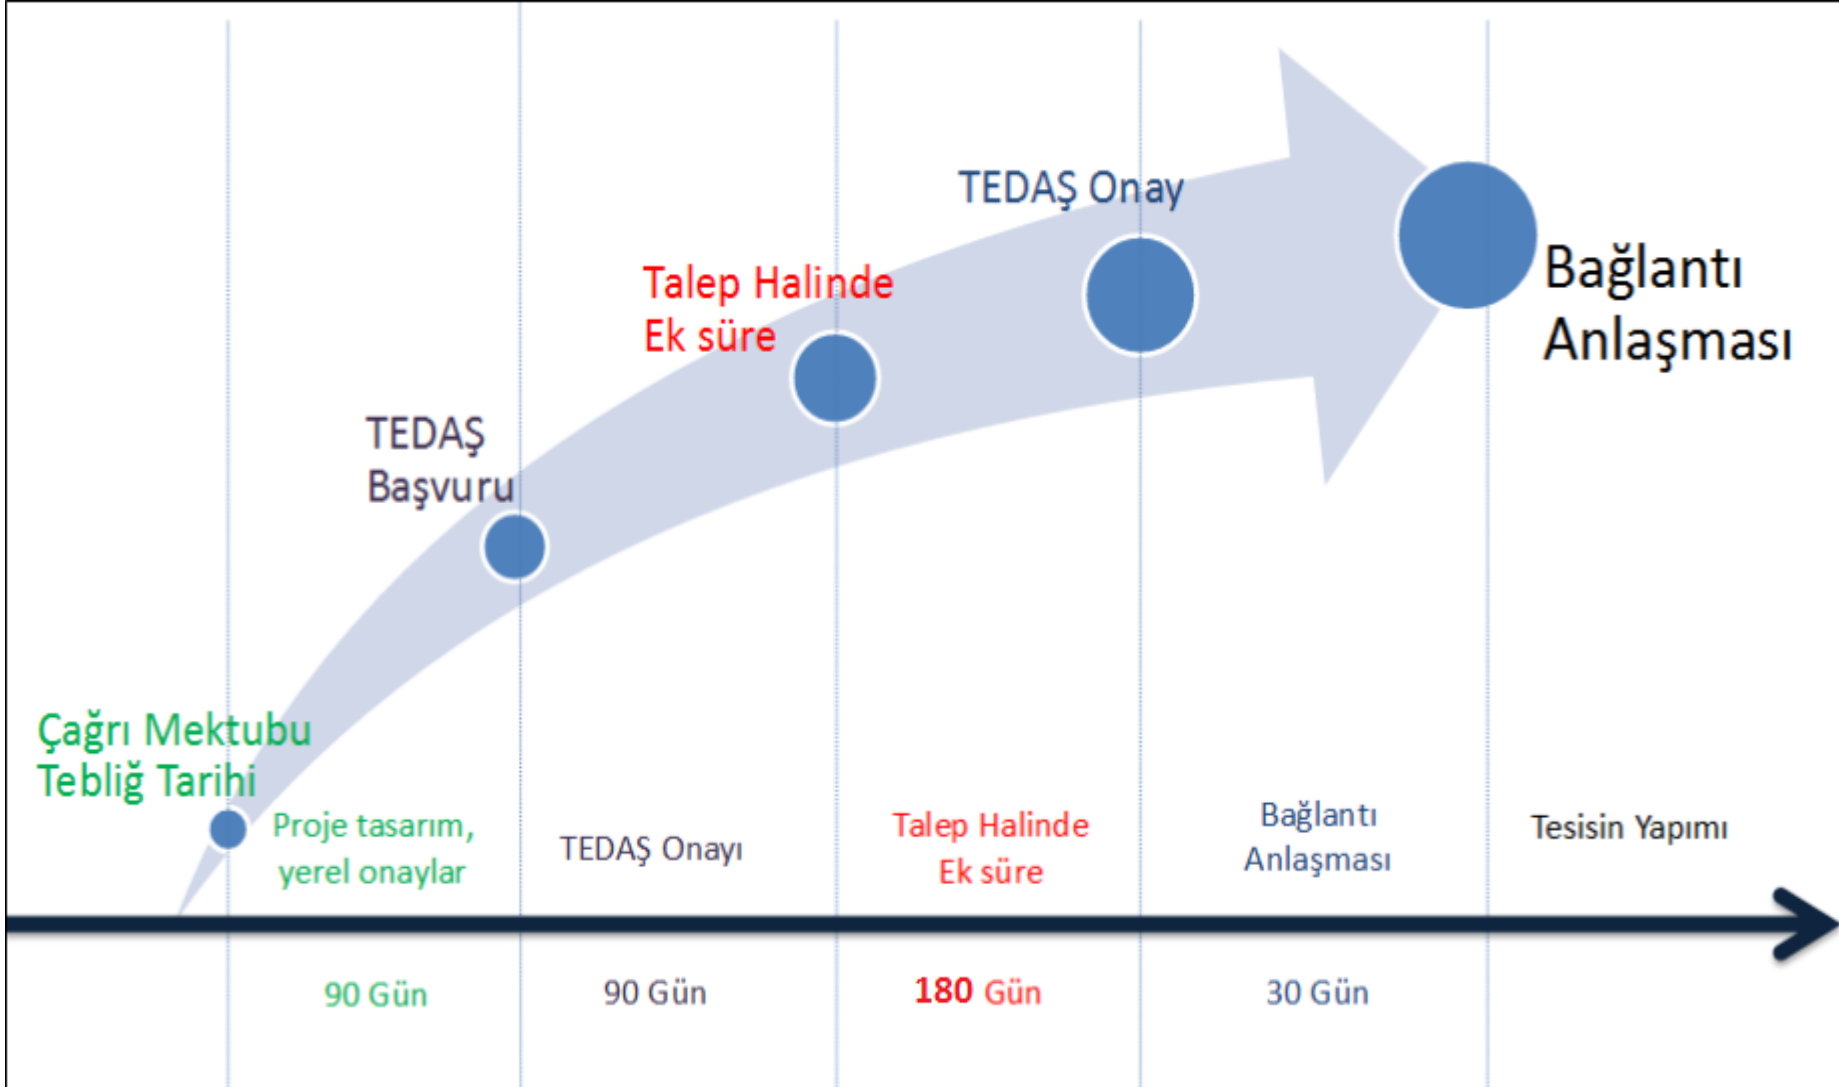 TEDAŞ Onay
Bağlantı
Anlaşması
Talep Halinde
Ek süre
TEDAŞ
Başvuru
Çağrı Mektubu
Tebliğ Tarihi
Proje tasarım,
yerel onaylar
TEDAŞ Onayı
Talep Halinde
Ek süre
Bağlantı
Anlaşması
Tesisin Yapımı
90 Gün
90 Gün
180 Gün
30 Gün